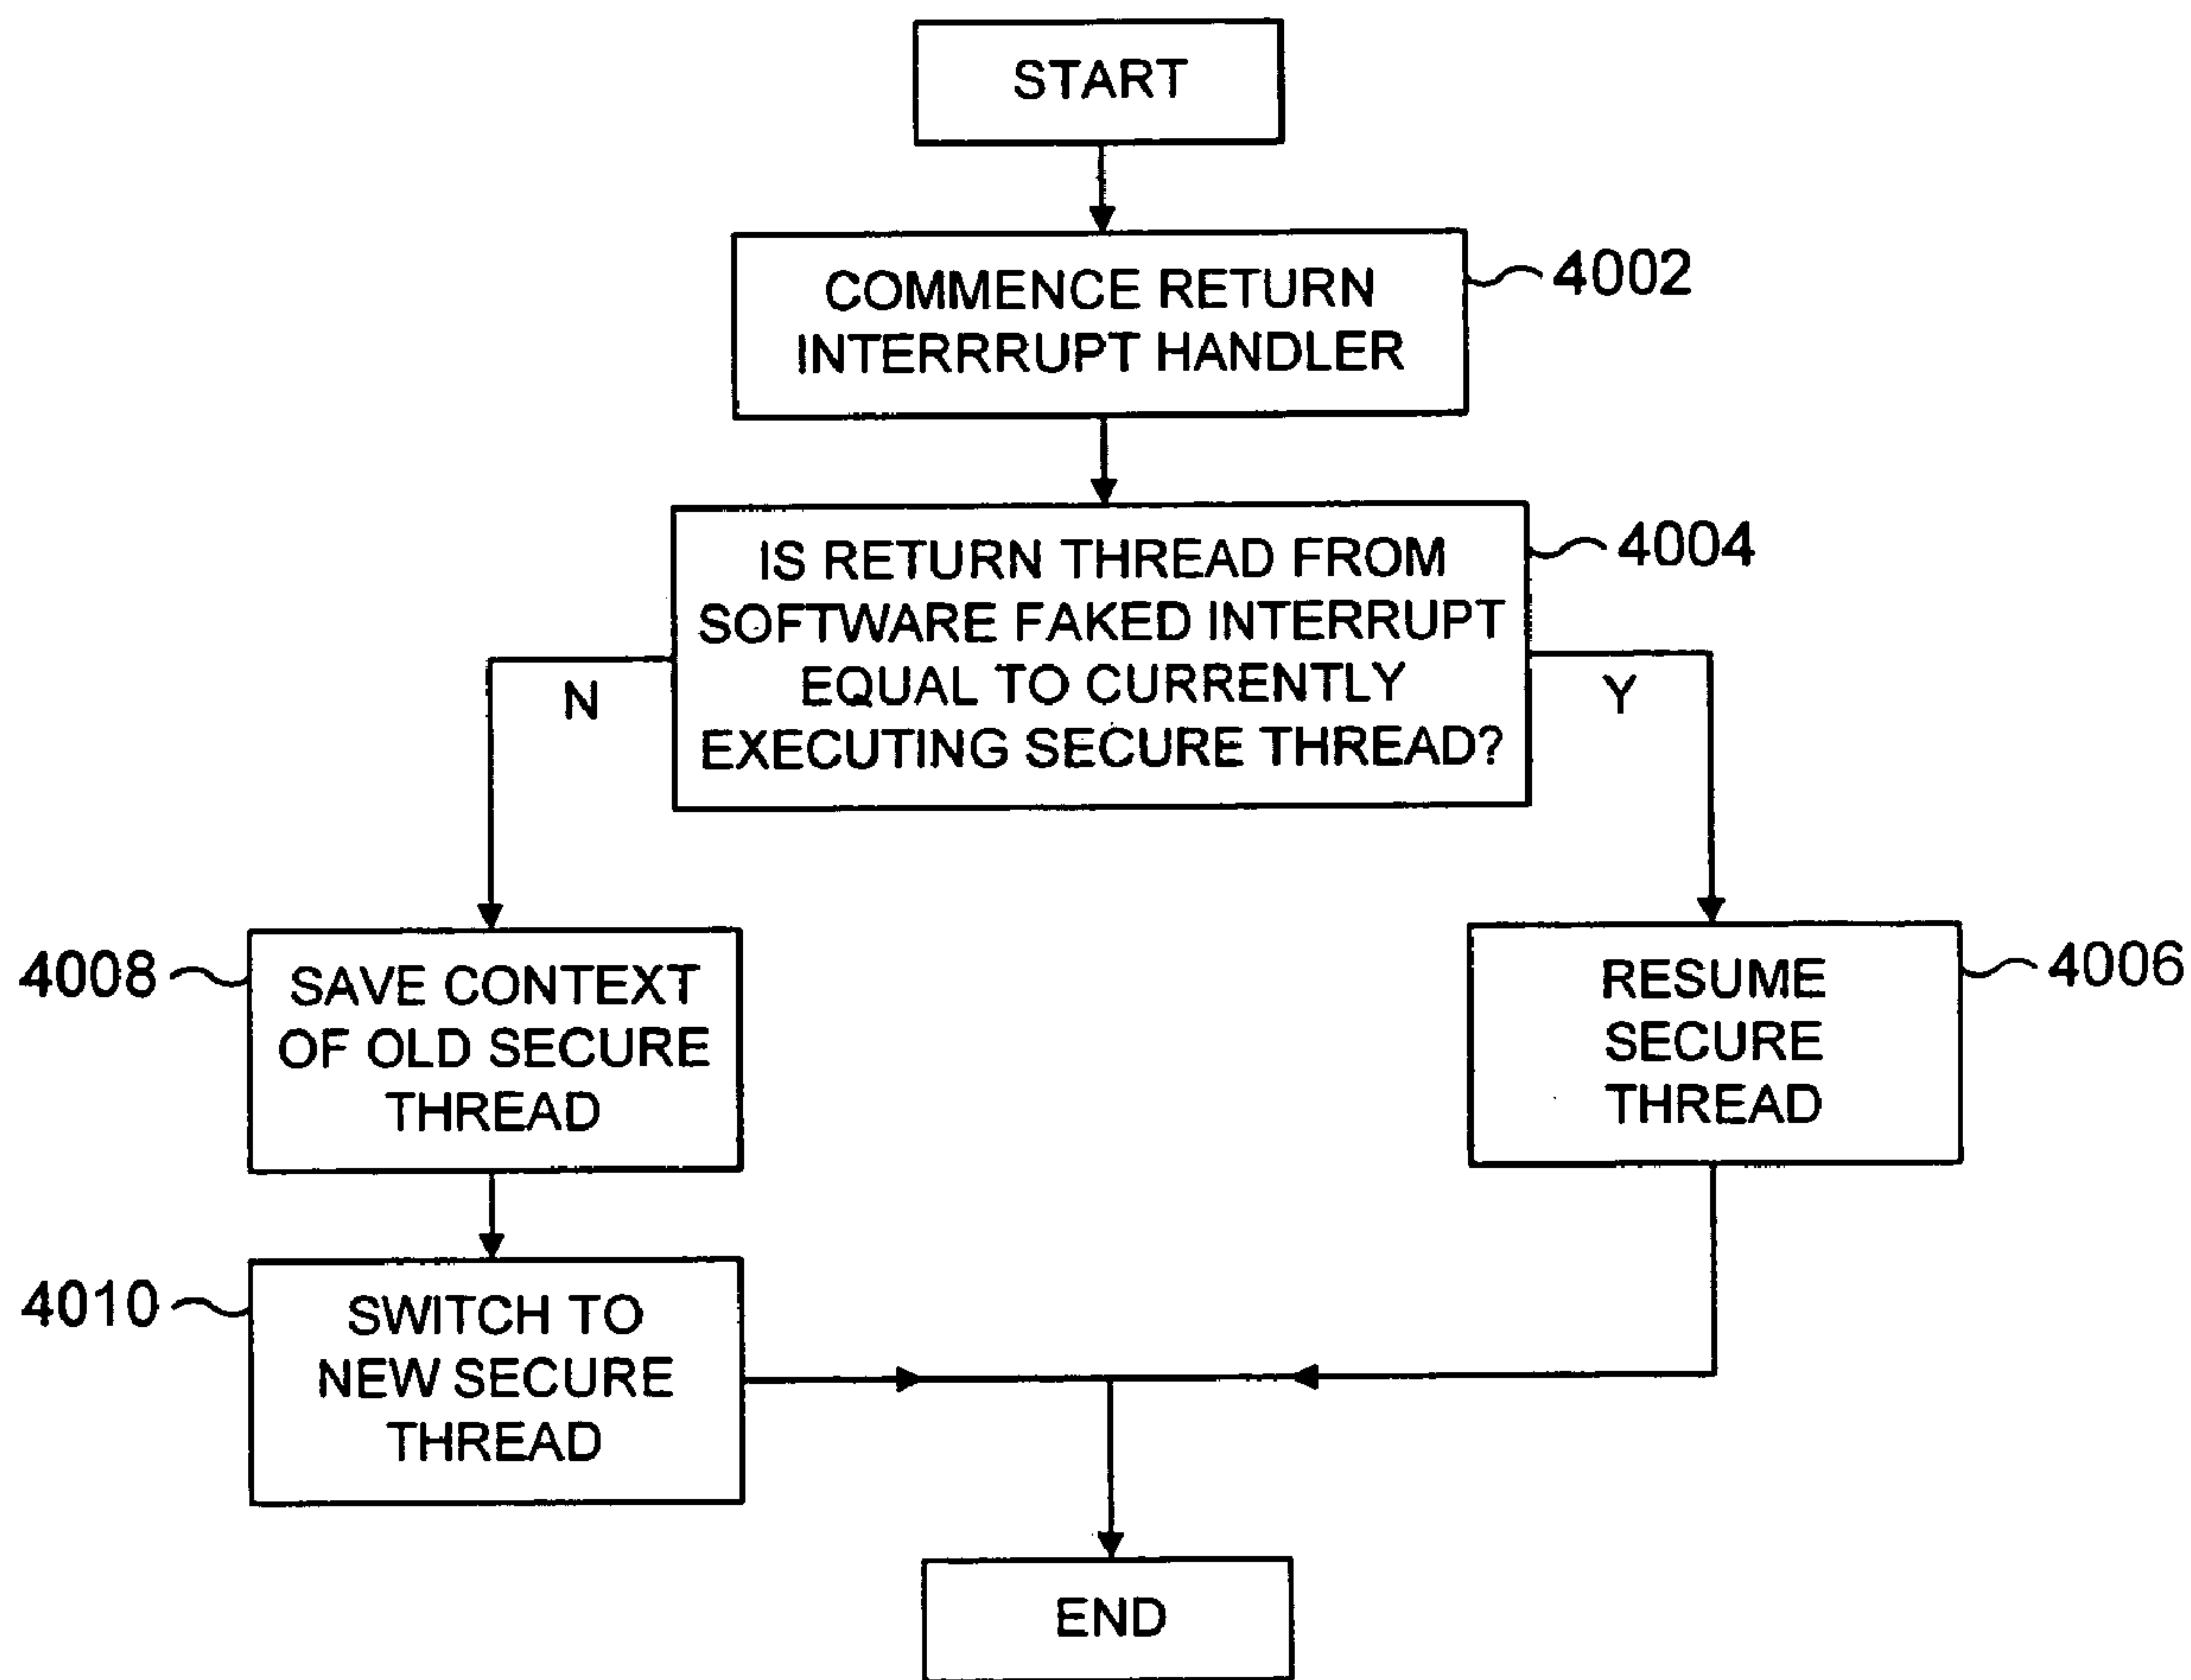 START
COMMENCE RETURN
INTERRRUPT HANDLER
4002
IS RETURN THREAD FROM
SOFTWARE FAKED INTERRUPT
EQUAL TO CURRENTLY
EXECUTING SECURE THREAD?
4004
N
Y
4008
SAVE CONTEXT
OF OLD SECURE
THREAD
RESUME
SECURE
THREAD
4006
4010
SWITCH TO
NEW SECURE
THREAD
END